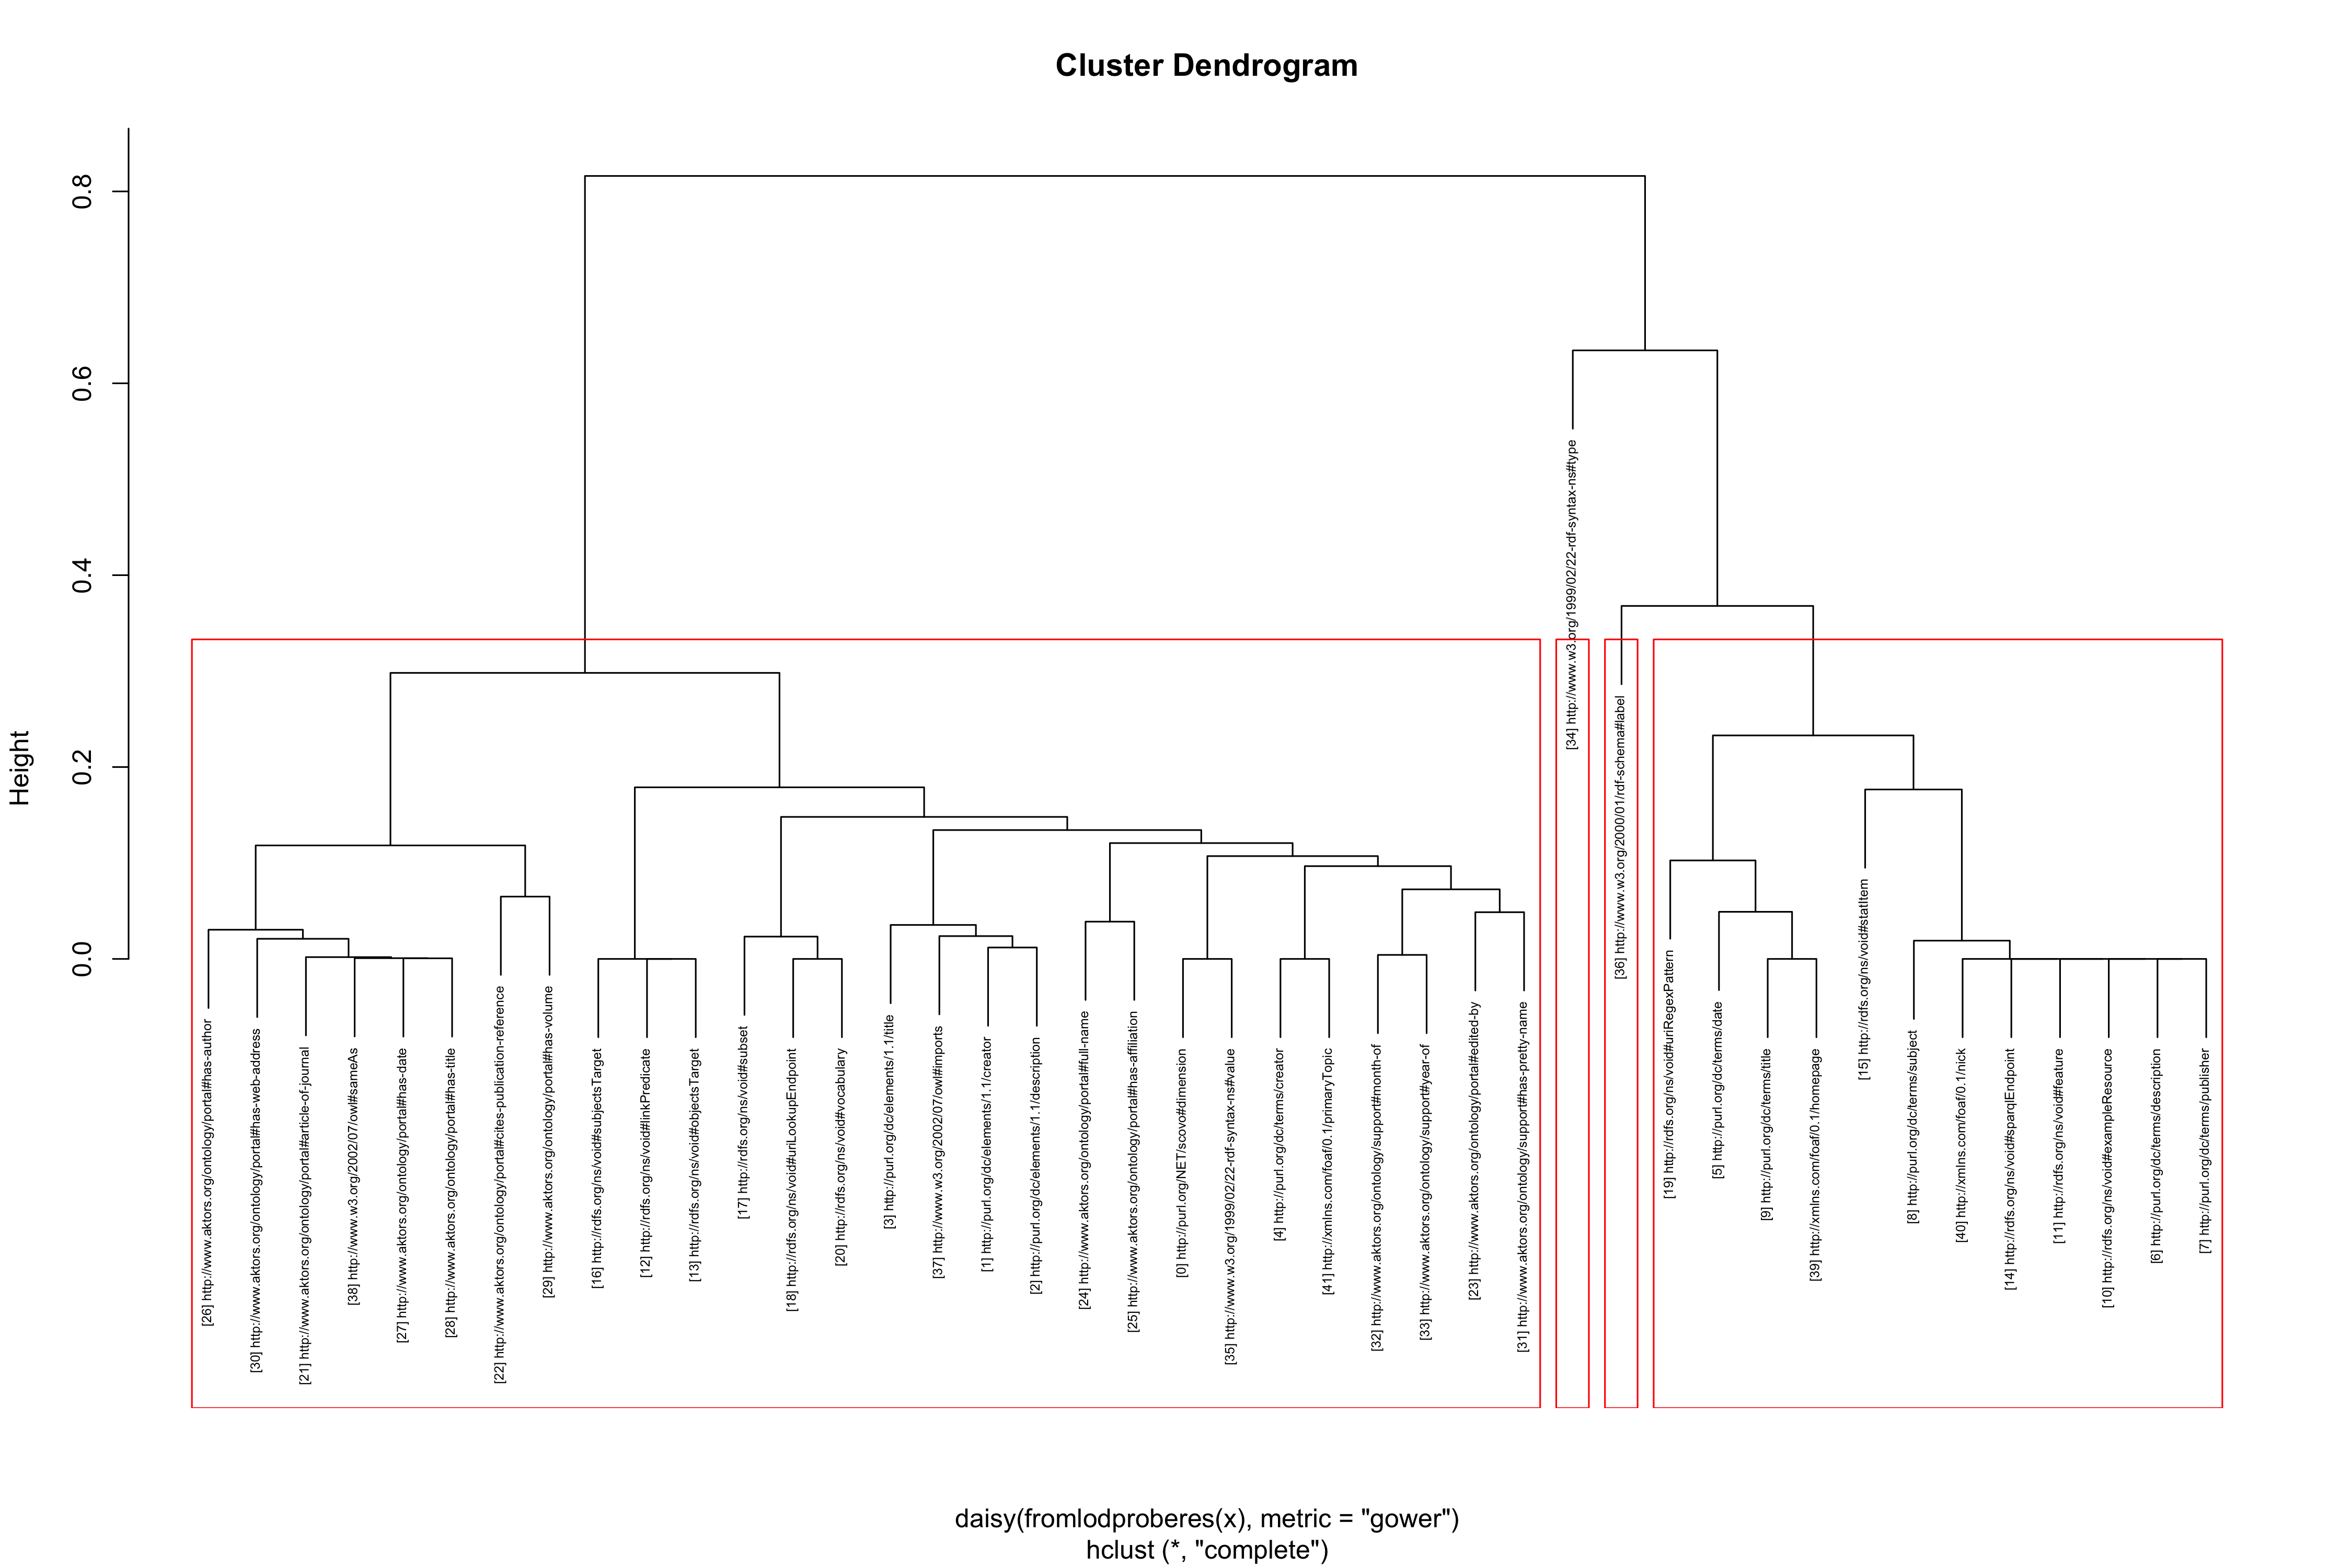 Cluster Dendrogram
Height
0.8
0.6
0.4
0.2
0.0
[26] http://www.aktors.org/ontology/portal#has-author
[30] http://www.aktors.org/ontology/portal#has-web-address
[21] http://www.aktors.org/ontology/portal#article-of-journal
[38] http://www.w3.org/2002/07/owl#sameAs
[27] http://www.aktors.org/ontology/portal#has-date
[28] http://www.aktors.org/ontology/portal#has-title
[22] http://www.aktors.org/ontology/portal#cites-publication-reference
[29] http://www.aktors.org/ontology/portal#has-volume
[16] http://rdfs.org/ns/void#subjectsTarget
[12] http://rdfs.org/ns/void#linkPredicate
[13] http://rdfs.org/ns/void#objectsTarget
[17] http://rdfs.org/ns/void#subset
[18] http://rdfs.org/ns/void#uriLookupEndpoint
[20] http://rdfs.org/ns/void#vocabulary
[3] http://purl.org/dc/elements/1.1/title
[37] http://www.w3.org/2002/07/owl#imports
[1] http://purl.org/dc/elements/1.1/creator
[2] http://purl.org/dc/elements/1.1/description
[24] http://www.aktors.org/ontology/portal#full-name
[25] http://www.aktors.org/ontology/portal#has-affiliation
[0] http://purl.org/NET/scovo#dimension
[35] http://www.w3.org/1999/02/22-rdf-syntax-ns#value
[4] http://purl.org/dc/terms/creator
[41] http://xmlns.com/foaf/0.1/primaryTopic
[32] http://www.aktors.org/ontology/support#month-of
[33] http://www.aktors.org/ontology/support#year-of
[23] http://www.aktors.org/ontology/portal#edited-by
[31] http://www.aktors.org/ontology/support#has-pretty-name
[34] http://www.w3.org/1999/02/22-rdf-syntax-ns#type
[36] http://www.w3.org/2000/01/rdf-schema#label
[19] http://rdfs.org/ns/void#uriRegexPattern
[5] http://purl.org/dc/terms/date
[9] http://purl.org/dc/terms/title
[39] http://xmlns.com/foaf/0.1/homepage
[15] http://rdfs.org/ns/void#statItem
[8] http://purl.org/dc/terms/subject
[40] http://xmlns.com/foaf/0.1/nick
[14] http://rdfs.org/ns/void#sparqlEndpoint
[11] http://rdfs.org/ns/void#feature
[10] http://rdfs.org/ns/void#exampleResource
[6] http://purl.org/dc/terms/description
[7] http://purl.org/dc/terms/publisher
daisy(fromlodproberes(x), metric = "gower")
hclust (*, "complete")